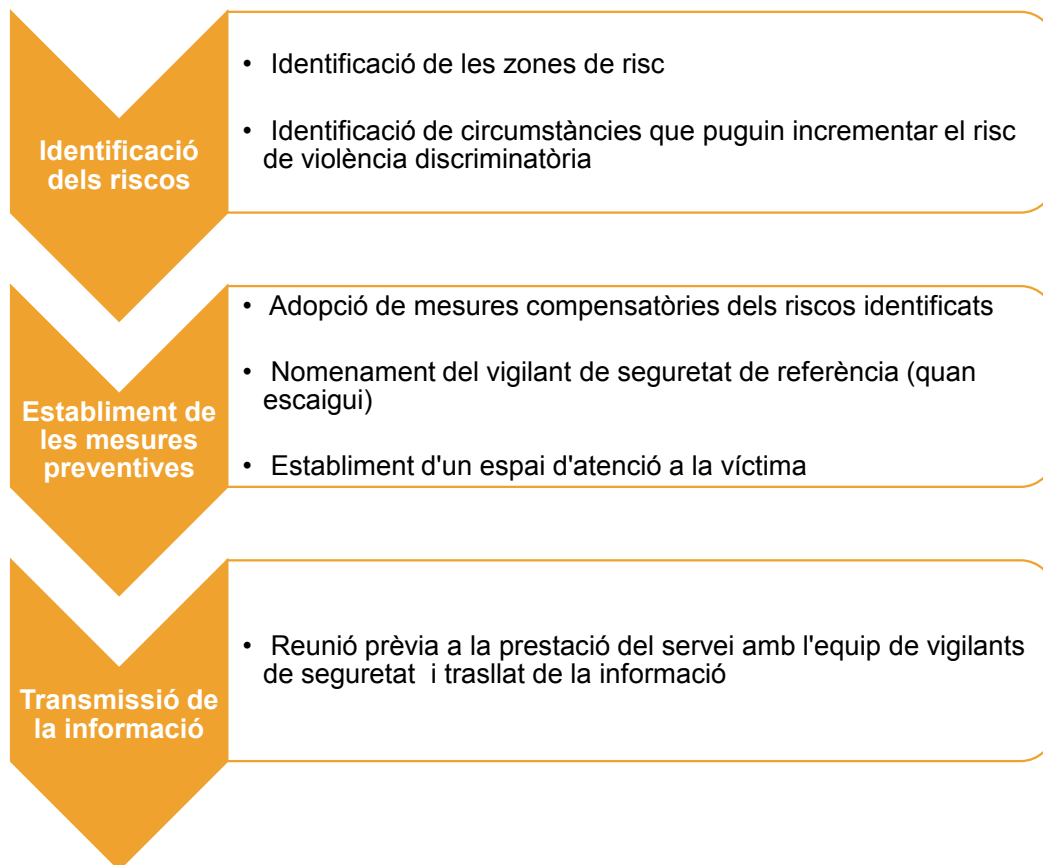 Identificació
dels riscos
• Identificació de les zones de risc
• Identificació de circumstàncies que puguin incrementar el risc
de violència discriminatòria
Establiment de
les mesures
preventives
• Adopció de mesures compensatòries dels riscos identificats
• Nomenament del vigilant de seguretat de referència (quan
escaigui)
• Establiment d'un espai d'atenció a la víctima
Transmissió de
la informació
• Reunió prèvia a la prestació del servei amb l'equip de vigilants
de seguretat  i trasllat de la informació